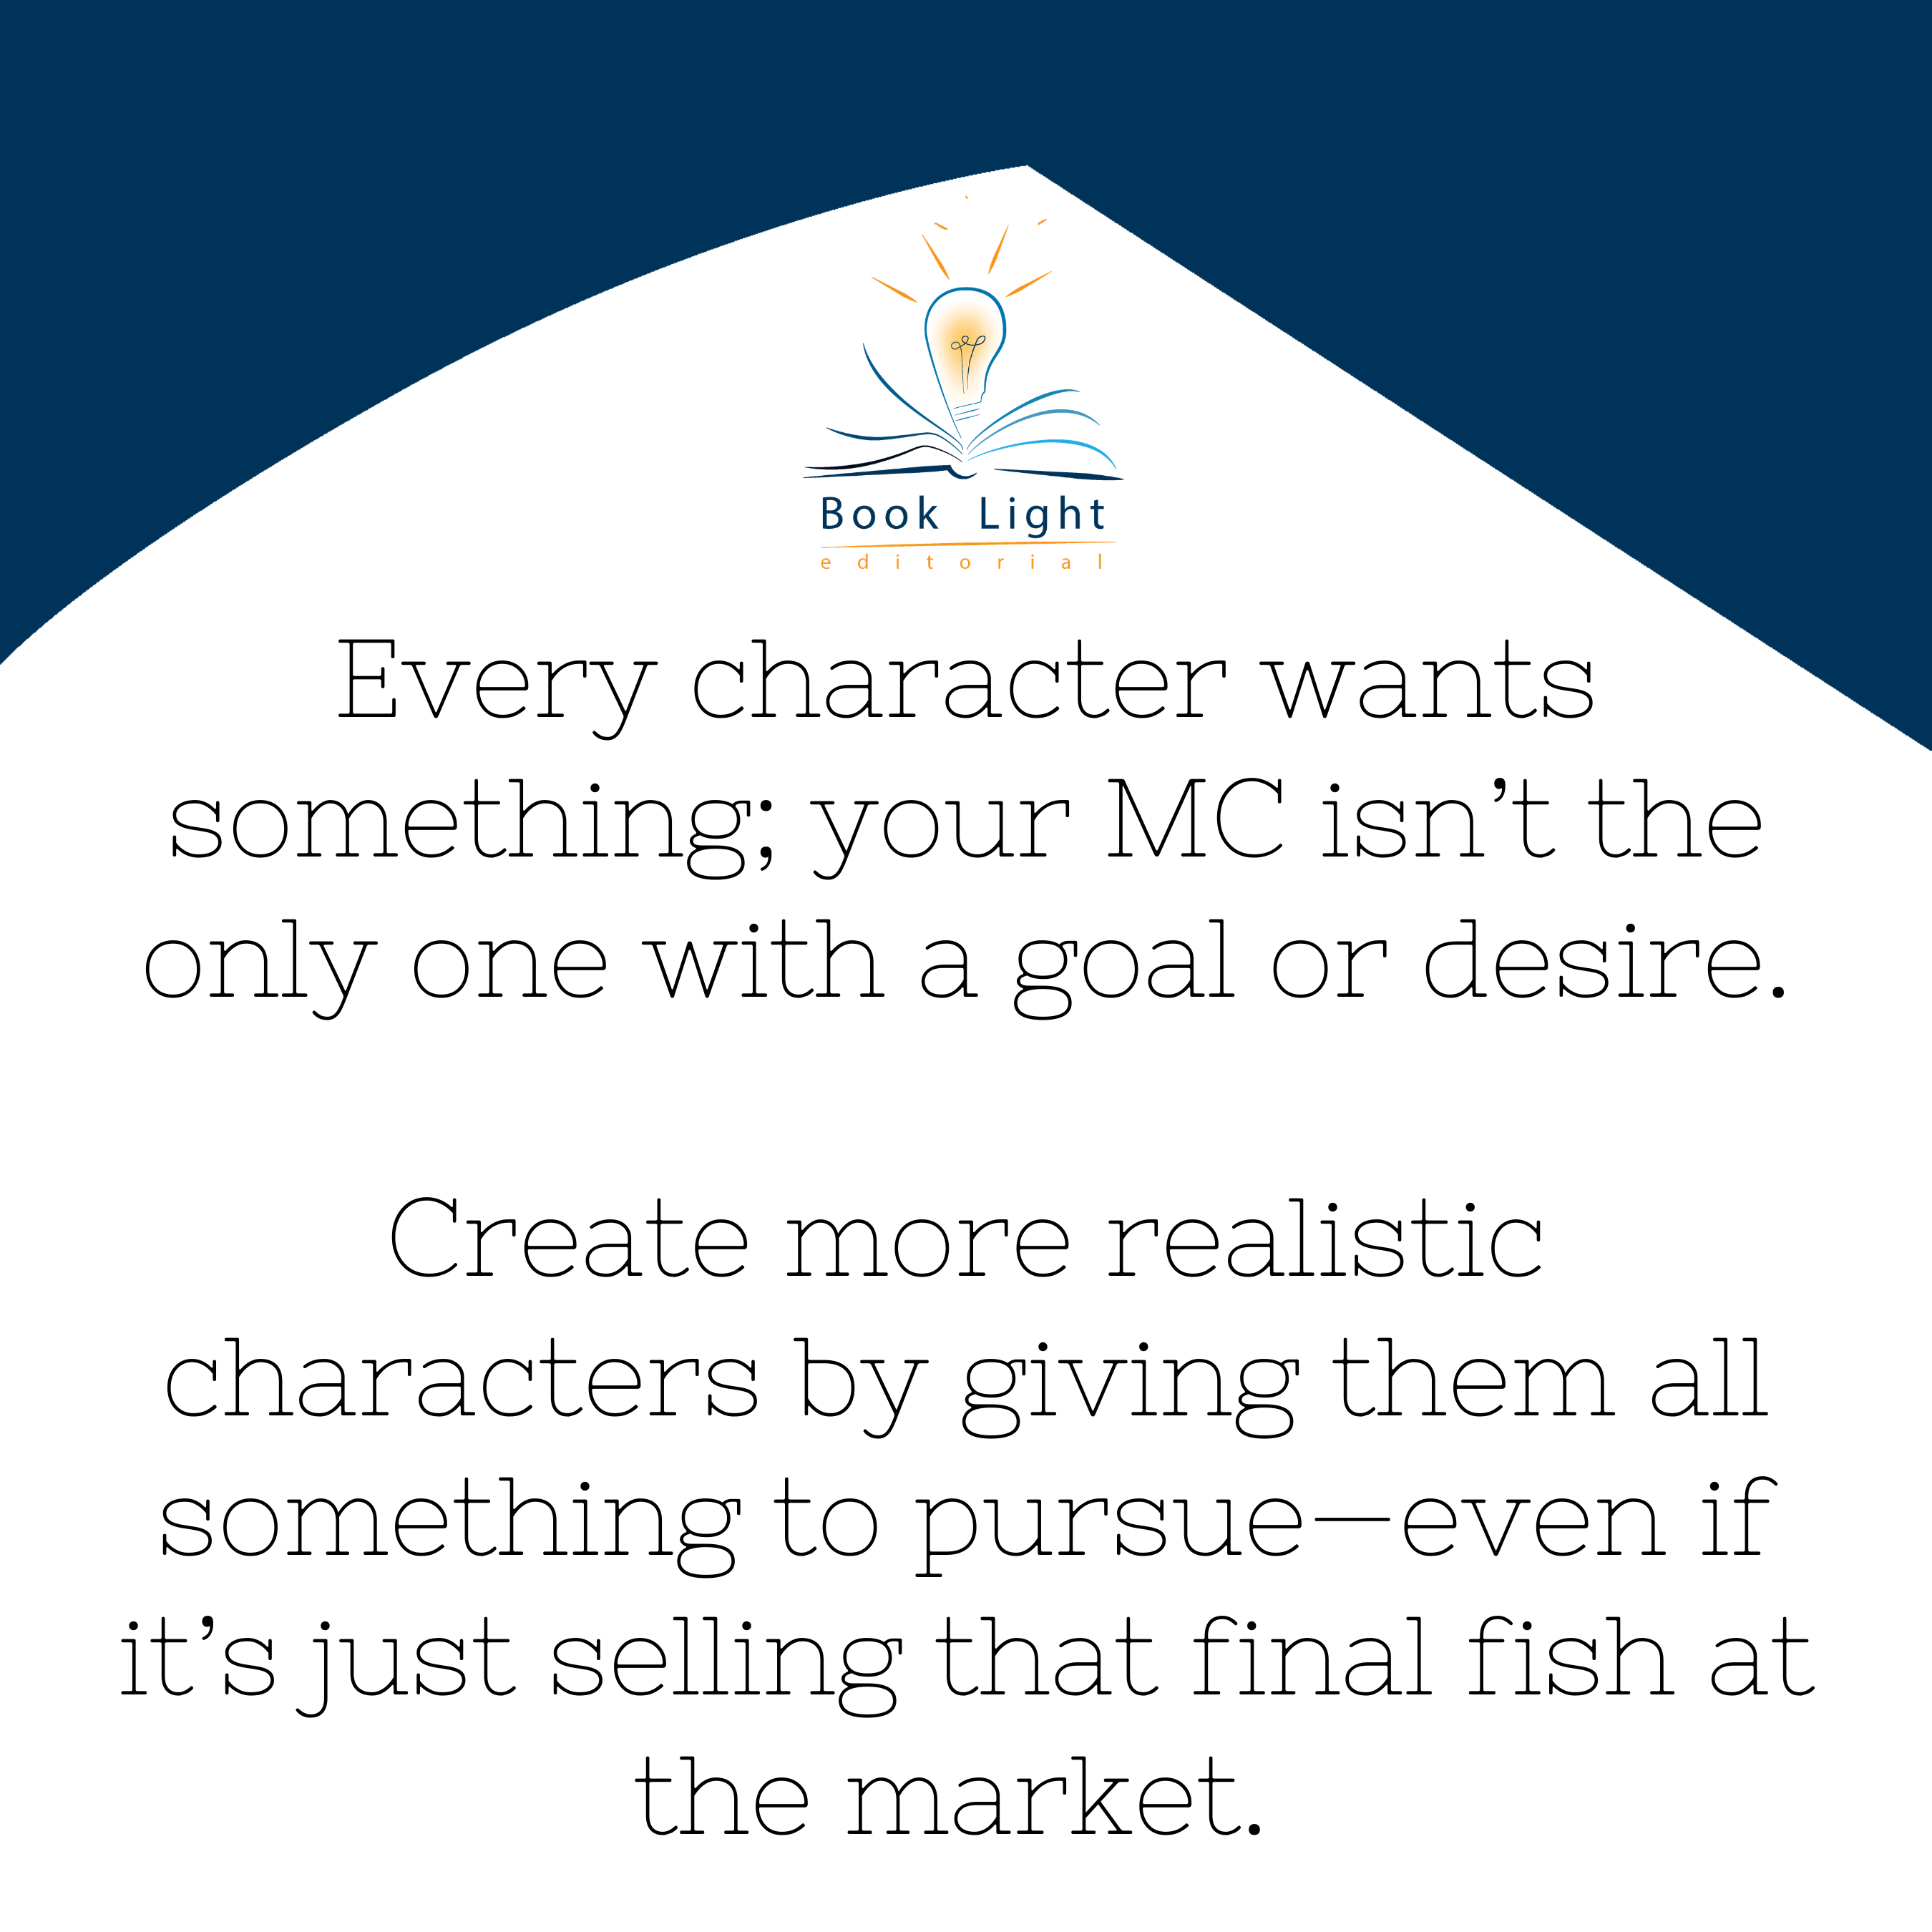 Book Light
editorial
Every character wants
something; your MC isn’t the
only one with a goal or desire.
Create more realistic
characters by giving them all
something to pursue—even if
it’s just selling that final fish at
the market.